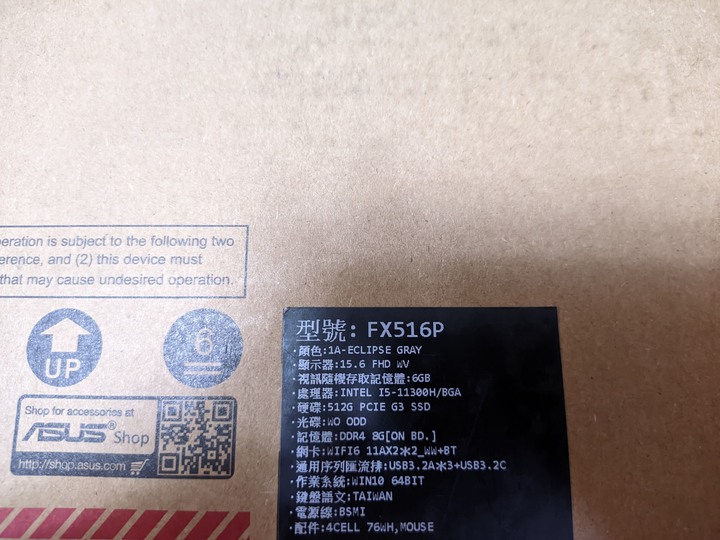 eration is subject to the following two
erence, and (2) this device must
that may cause undesired operation.
UP
6
Shop for accessories at
ASUS® Shop
http://shop.asus.com
型號: FX516P
·顏色:1A-ECLIPSE GRAY
·顯示器:15.6 FHD WV
·視訊隨機存取記憶體:6GB
·處理器:INTEL I5-11300H/BGA
·硬碟:512G PCIE G3 SSD
·光碟:WO ODD
·記憶體:DDR4 8G[ON BD.]
·網卡:WIFI6 11AX2*2_WW+BT
·通用序列匯流埠:USB3.2A*3+USB3.2C
·作業系統:WIN10 64BIT
·鍵盤語文:TAIWAN
·電源線:BSMI
·配件:4CELL 76WH,MOUSE